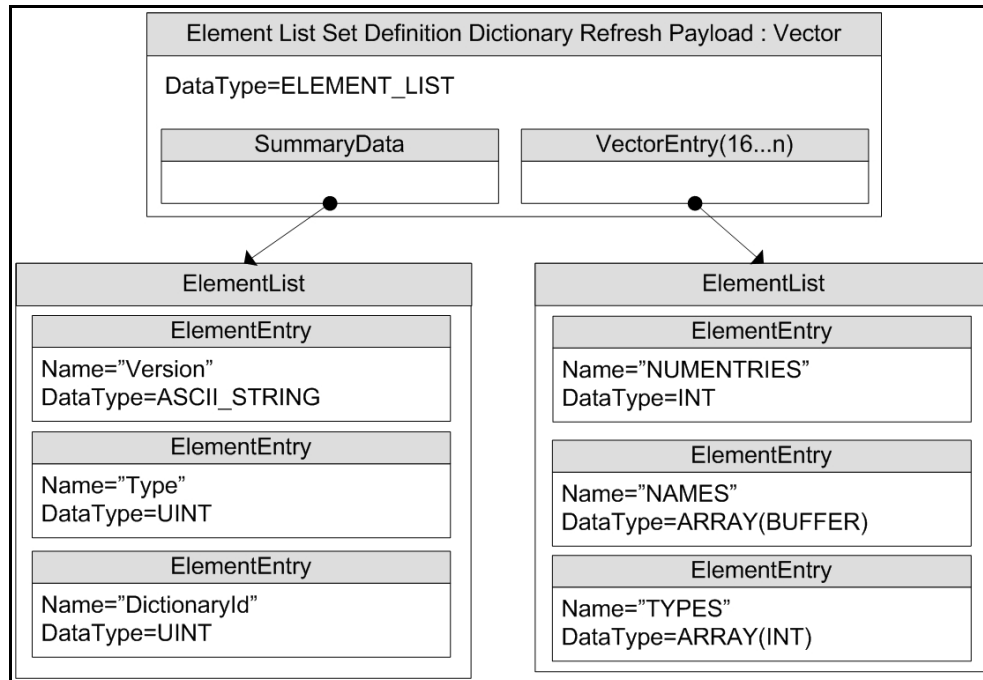 Element List Set Definition Dictionary Refresh Payload : Vector
DataType=ELEMENT_LIST
SummaryData
VectorEntry(16...n)
ElementList
ElementEntry
Name=”Version”
DataType=ASCII_STRING
ElementEntry
Name=”Type”
DataType=UINT
ElementEntry
Name=”DictionaryId”
DataType=UINT
ElementList
ElementEntry
Name=”NUMENTRIES”
DataType=INT
ElementEntry
Name=”NAMES”
DataType=ARRAY(BUFFER)
ElementEntry
Name=”TYPES”
DataType=ARRAY(INT)